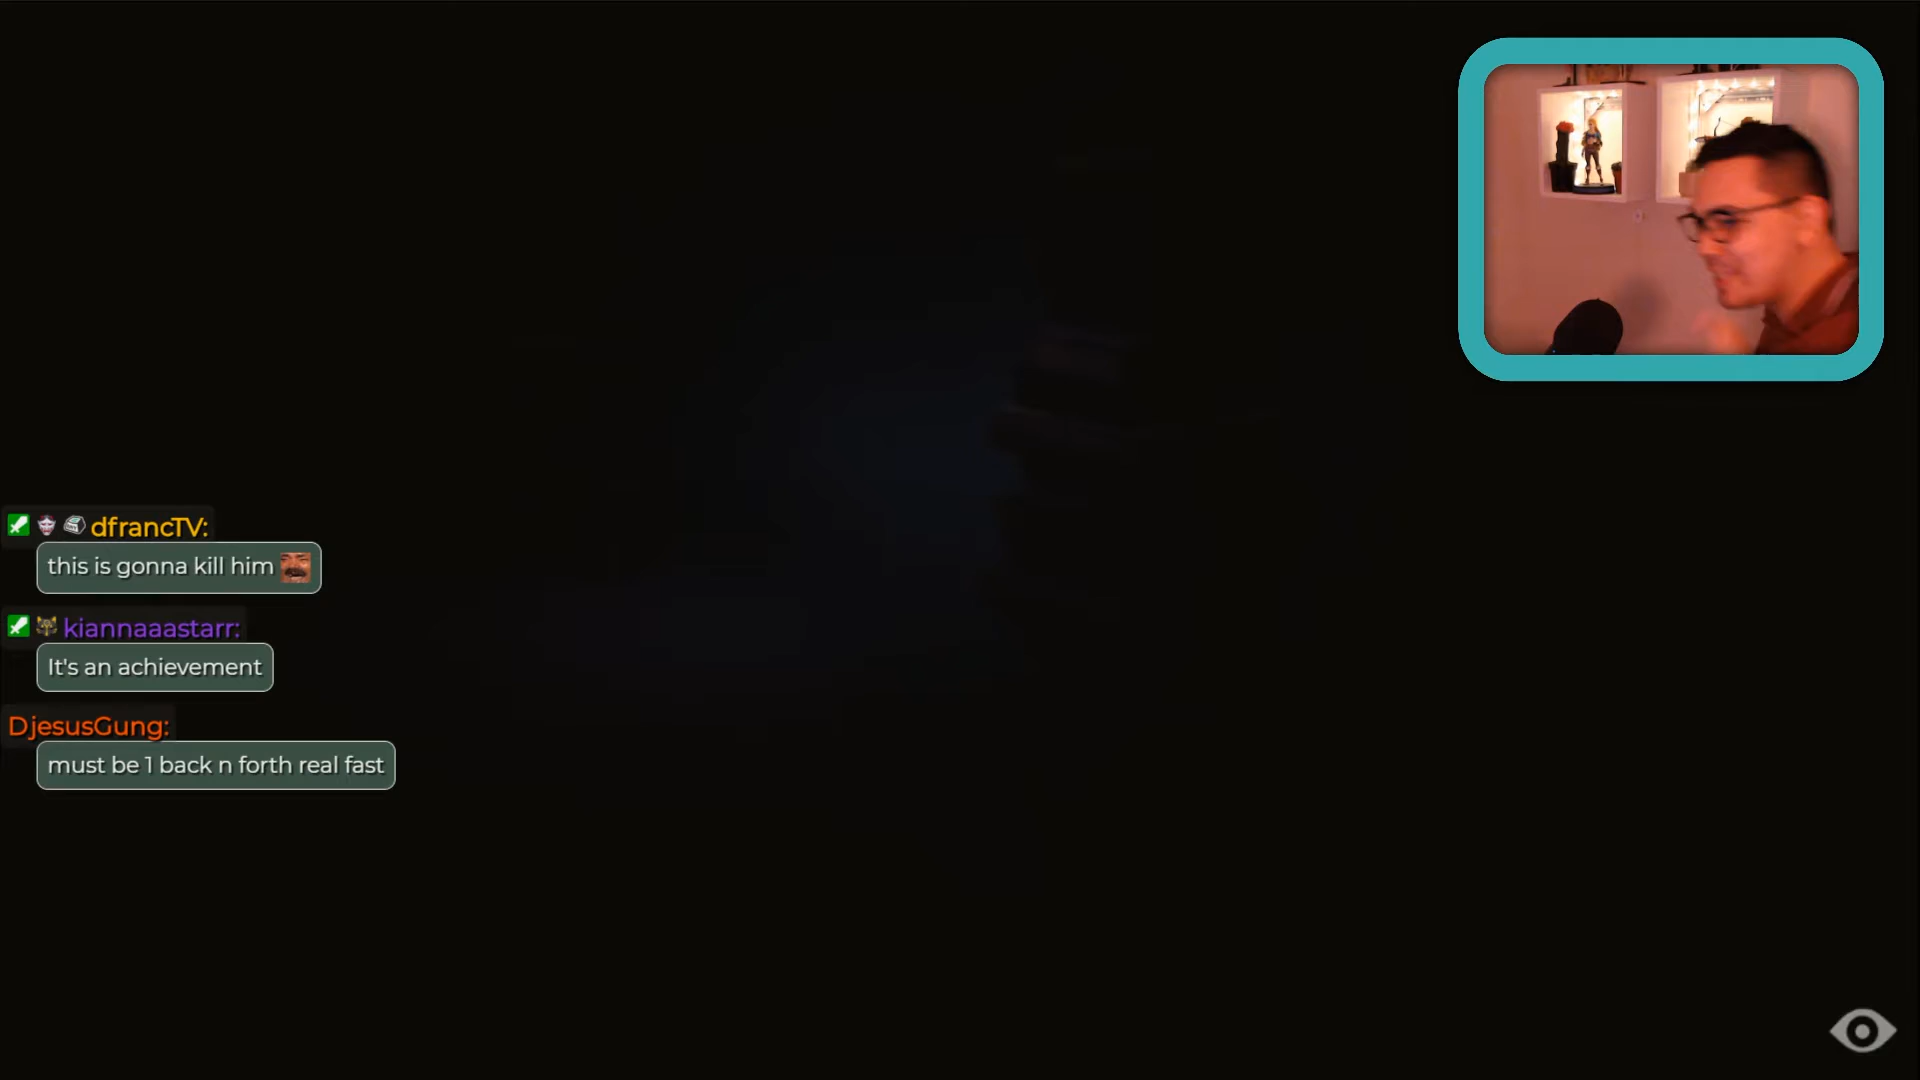 dfrancTV:
this is gonna kill him
kiannaaastarr:
It's an achievement
DjesusGung:
must be 1 back n forth real fast